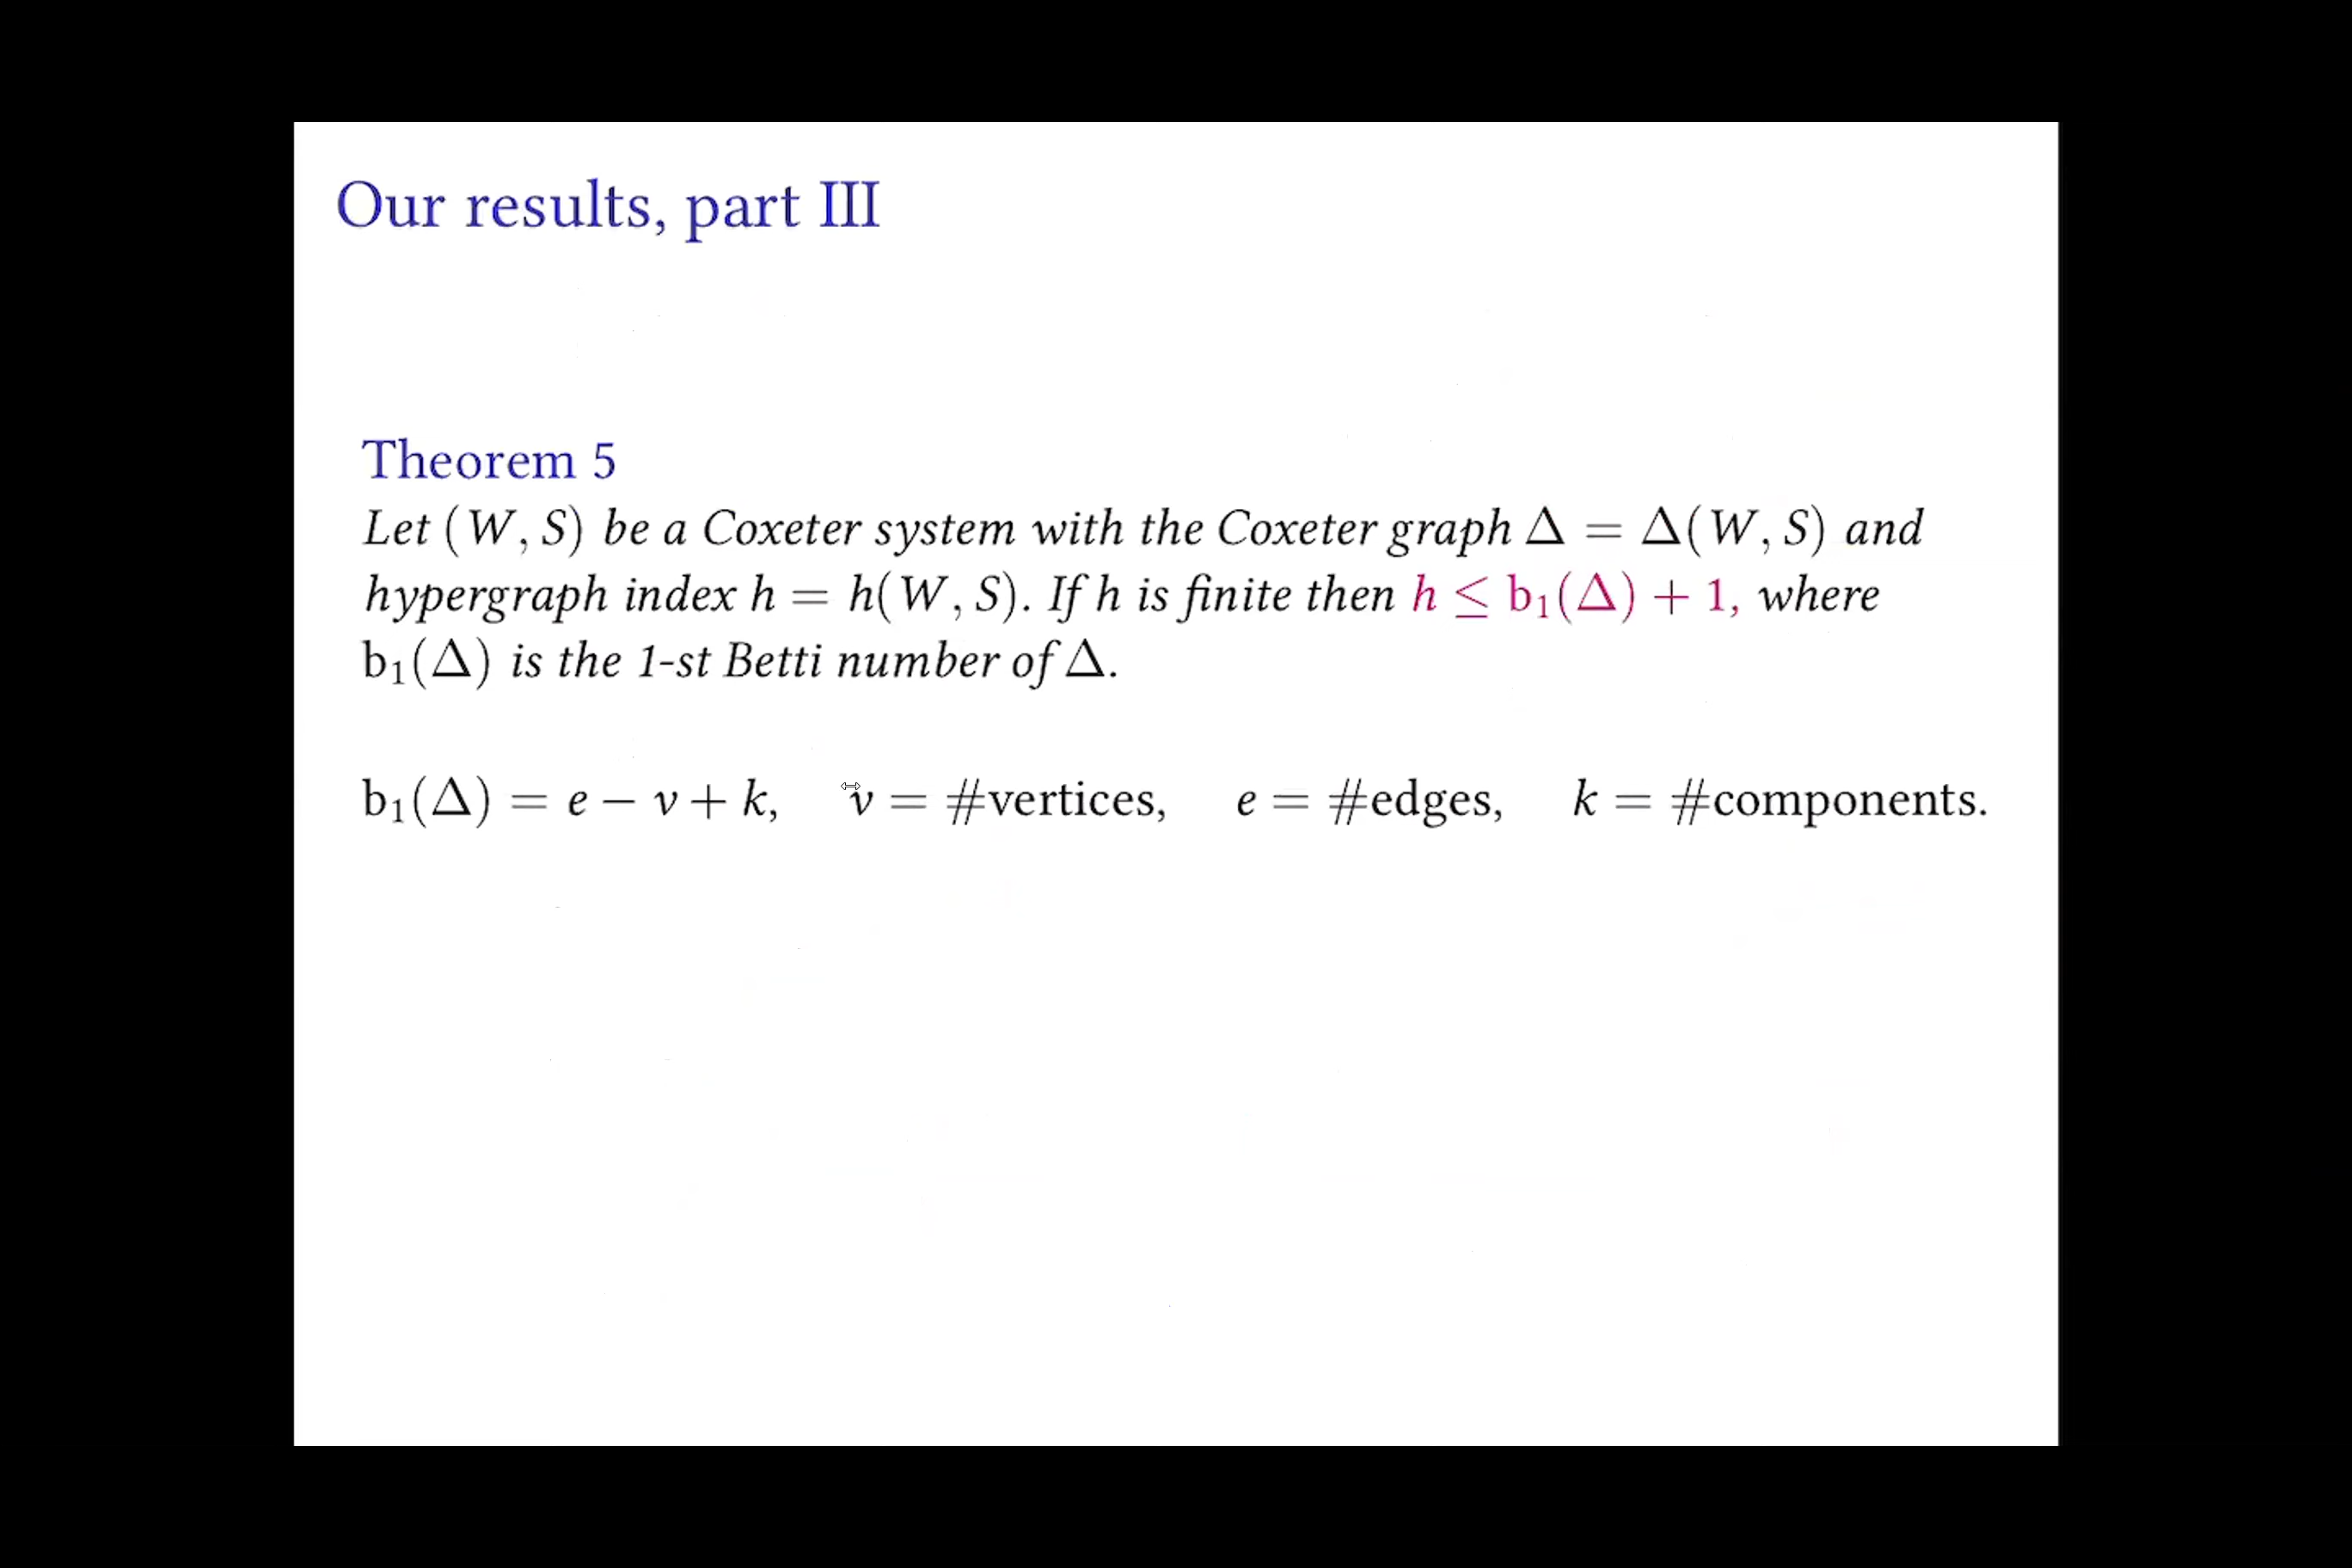 Our results, part III
Theorem 5
Let (W, S) be a Coxeter system with the Coxeter graph Δ = Δ(W, S) and
hypergraph index h = h(W, S). If h is finite then h ≤ b₁(Δ) + 1, where
b₁(Δ) is the 1-st Betti number of Δ.
b₁(Δ) = e − v + k, v = #vertices, e = #edges, k = #components.